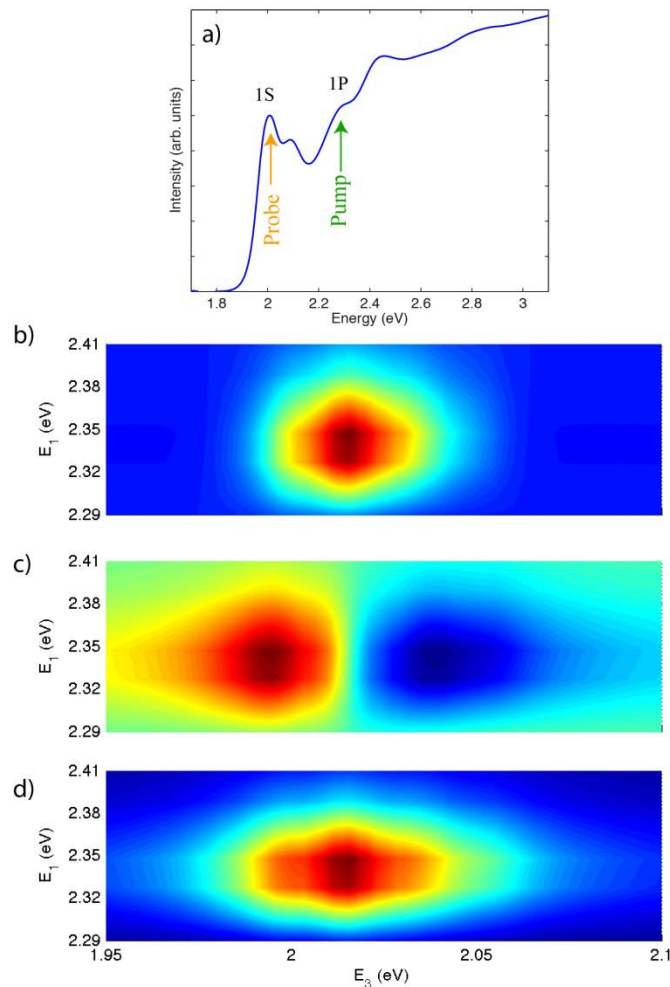 a)
1S
1P
Probe
Pump
Intensity (arb. units)
1.8 2 2.2 2.4 2.6 2.8 3
Energy (eV)
b)
2.41
2.38
2.35
2.32
2.29
E1 (eV)
c)
2.41
2.38
2.35
2.32
2.29
E1 (eV)
d)
2.41
2.38
2.35
2.32
2.29
E1 (eV)
1.95 2 2.05 2.1
E3 (eV)